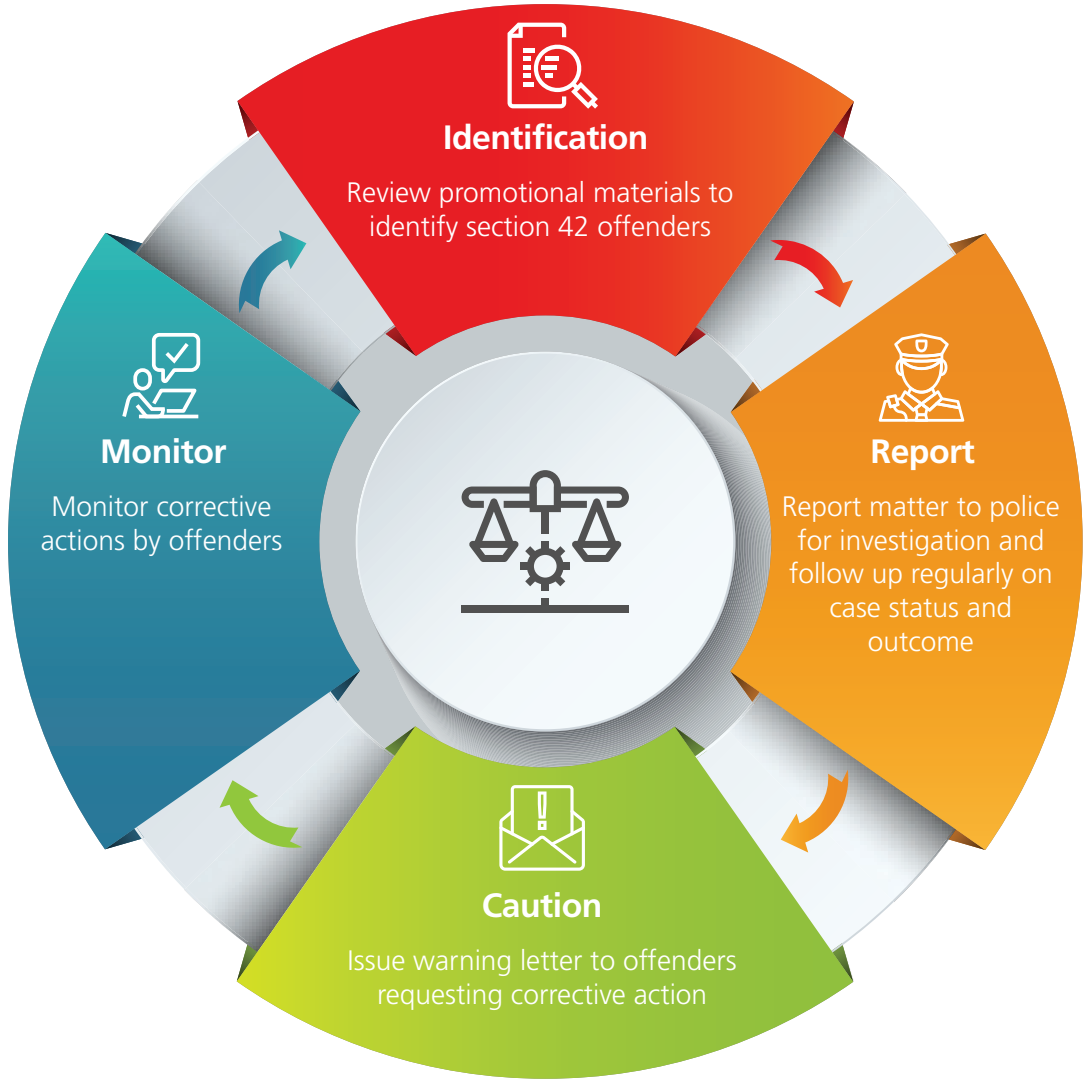 Identification
Review promotional materials to
identify section 42 offenders
Report
Report matter to police
for investigation and
follow up regularly on
case status and
outcome
Caution
Issue warning letter to offenders
requesting corrective action
Monitor
Monitor corrective
actions by offenders